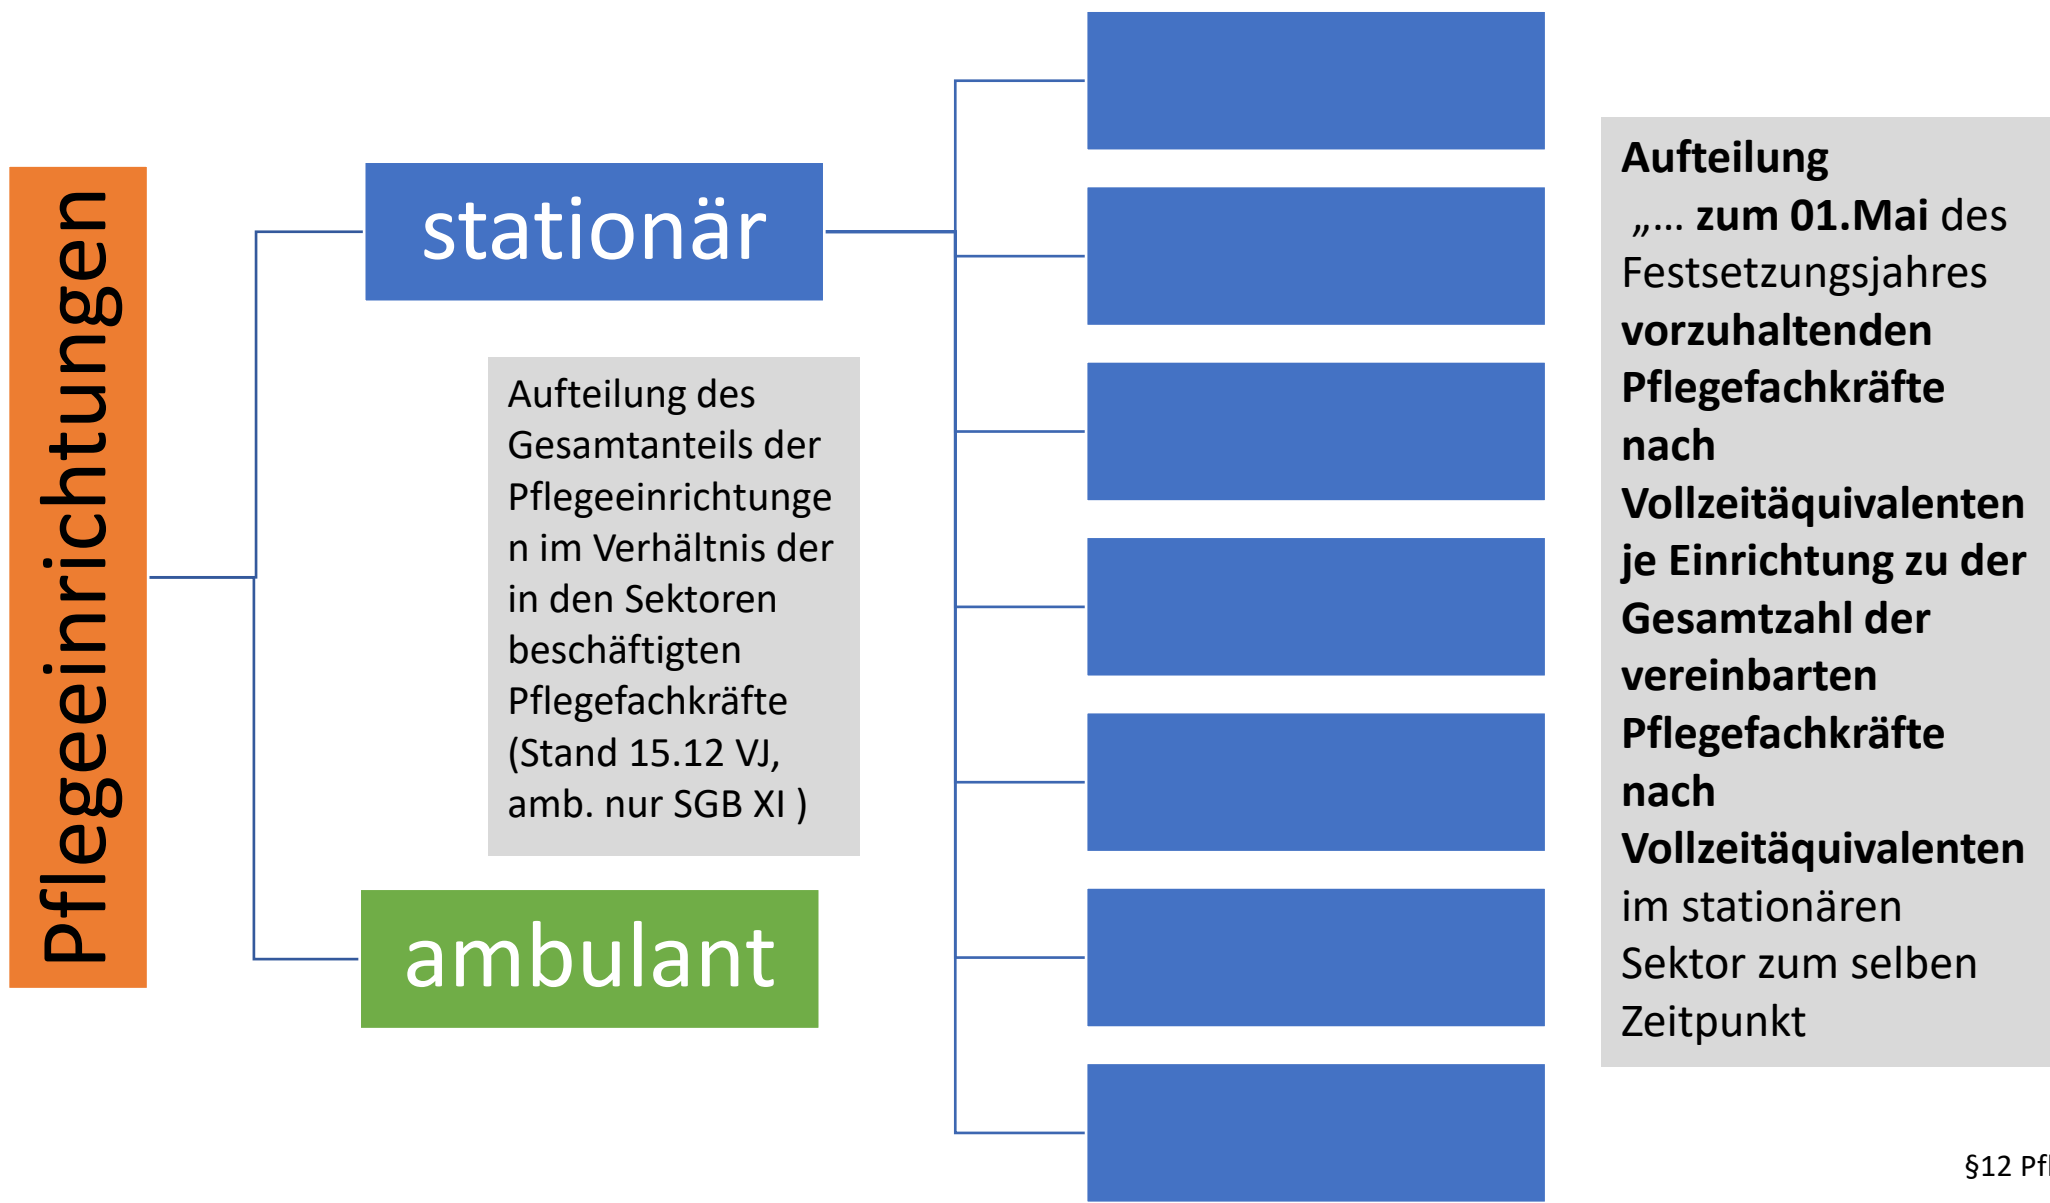 Pflegeeinrichtungen
stationär
Aufteilung des
Gesamtanteils der
Pflegeeinrichtunge
n im Verhältnis der
in den Sektoren
beschäftigten
Pflegefachkräfte
(Stand 15.12 VJ,
amb. nur SGB XI )
ambulant
Aufteilung
„… zum 01.Mai des
Festsetzungsjahres
vorzuhaltenden
Pflegefachkräfte
nach
Vollzeitäquivalenten
je Einrichtung zu der
Gesamtzahl der
vereinbarten
Pflegefachkräfte
nach
Vollzeitäquivalenten
im stationären
Sektor zum selben
Zeitpunkt
§12